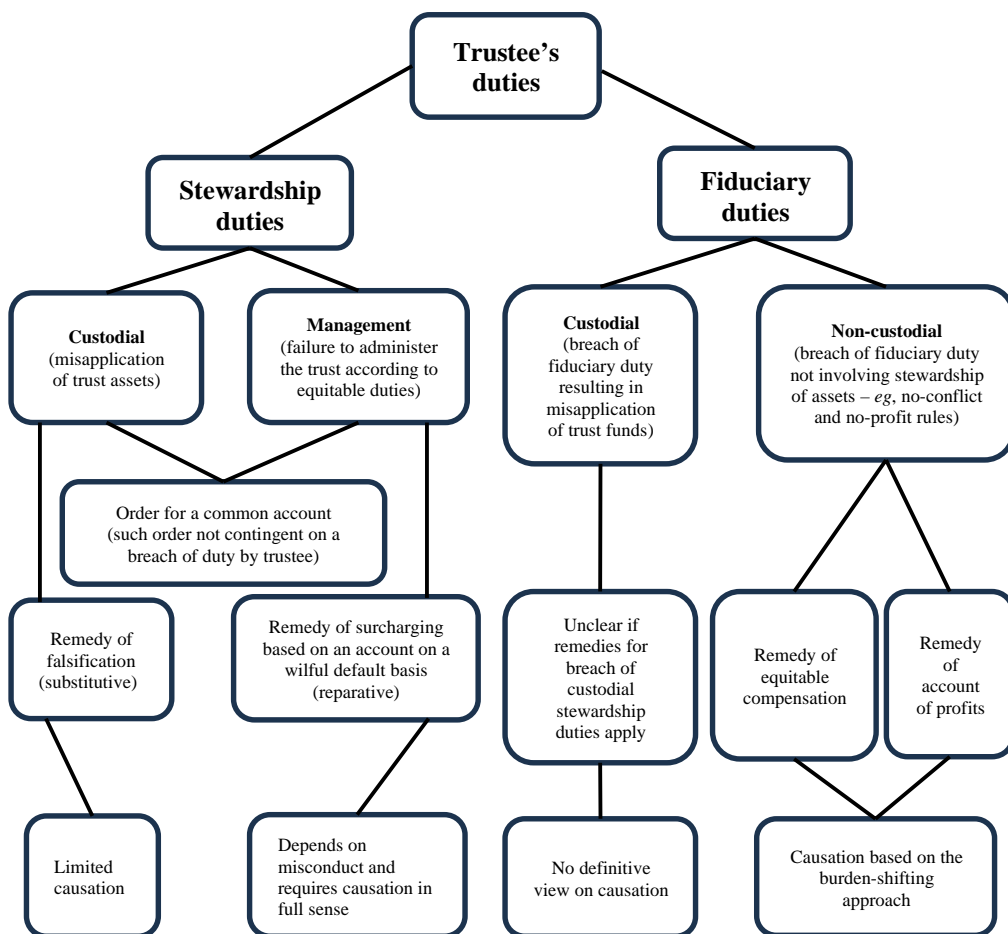 Trustee’s
duties
Stewardship
duties
Fiduciary
duties
Custodial
(misapplication
of trust assets)
Management
(failure to administer
the trust according to
equitable duties)
Custodial
(breach of
fiduciary duty
resulting in
misapplication
of trust funds)
Non-custodial
(breach of fiduciary duty
not involving stewardship
of assets – eg, no-conflict
and no-profit rules)
Order for a common account
(such order not contingent on a
breach of duty by trustee)
Remedy of
falsification
(substitutive)
Remedy of surcharging
based on an account on a
wilful default basis
(reparative)
Unclear if
remedies for
breach of
custodial
stewardship
duties apply
Remedy of
equitable
compensation
Remedy
of
account
of profits
Limited
causation
Depends on
misconduct and
requires causation in
full sense
No definitive
view on causation
Causation based on the
burden-shifting
approach